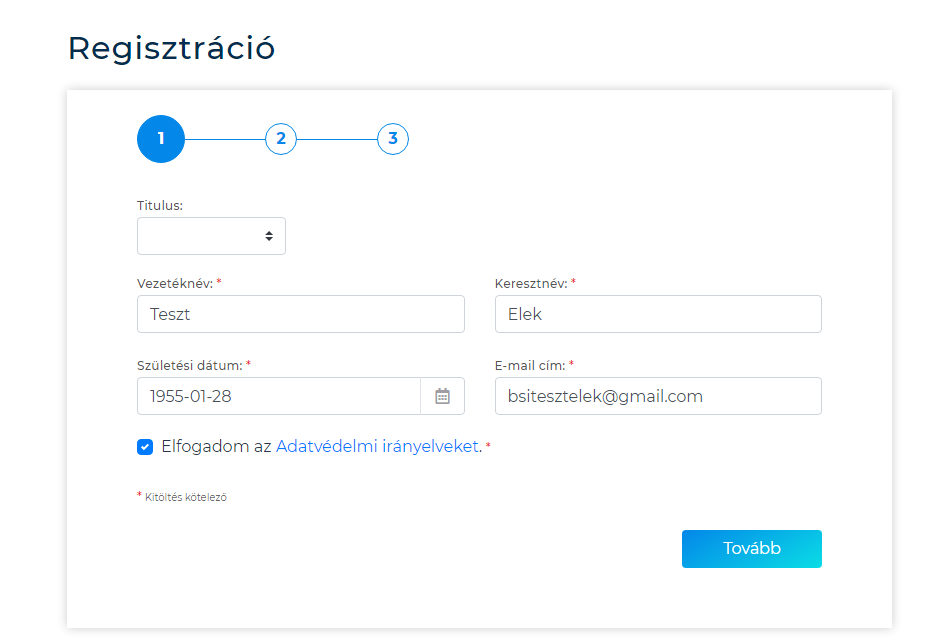 Regisztráció
1 2 3
Titulus:
Vezetéknév: * Keresztnév: *
Teszt Elek
Születési dátum: * E-mail cím: *
1955-01-28 bsitesztelek@gmail.com
Elfogadom az Adatvédelmi irányelveket. *
* Kitöltés kötelező
Tovább